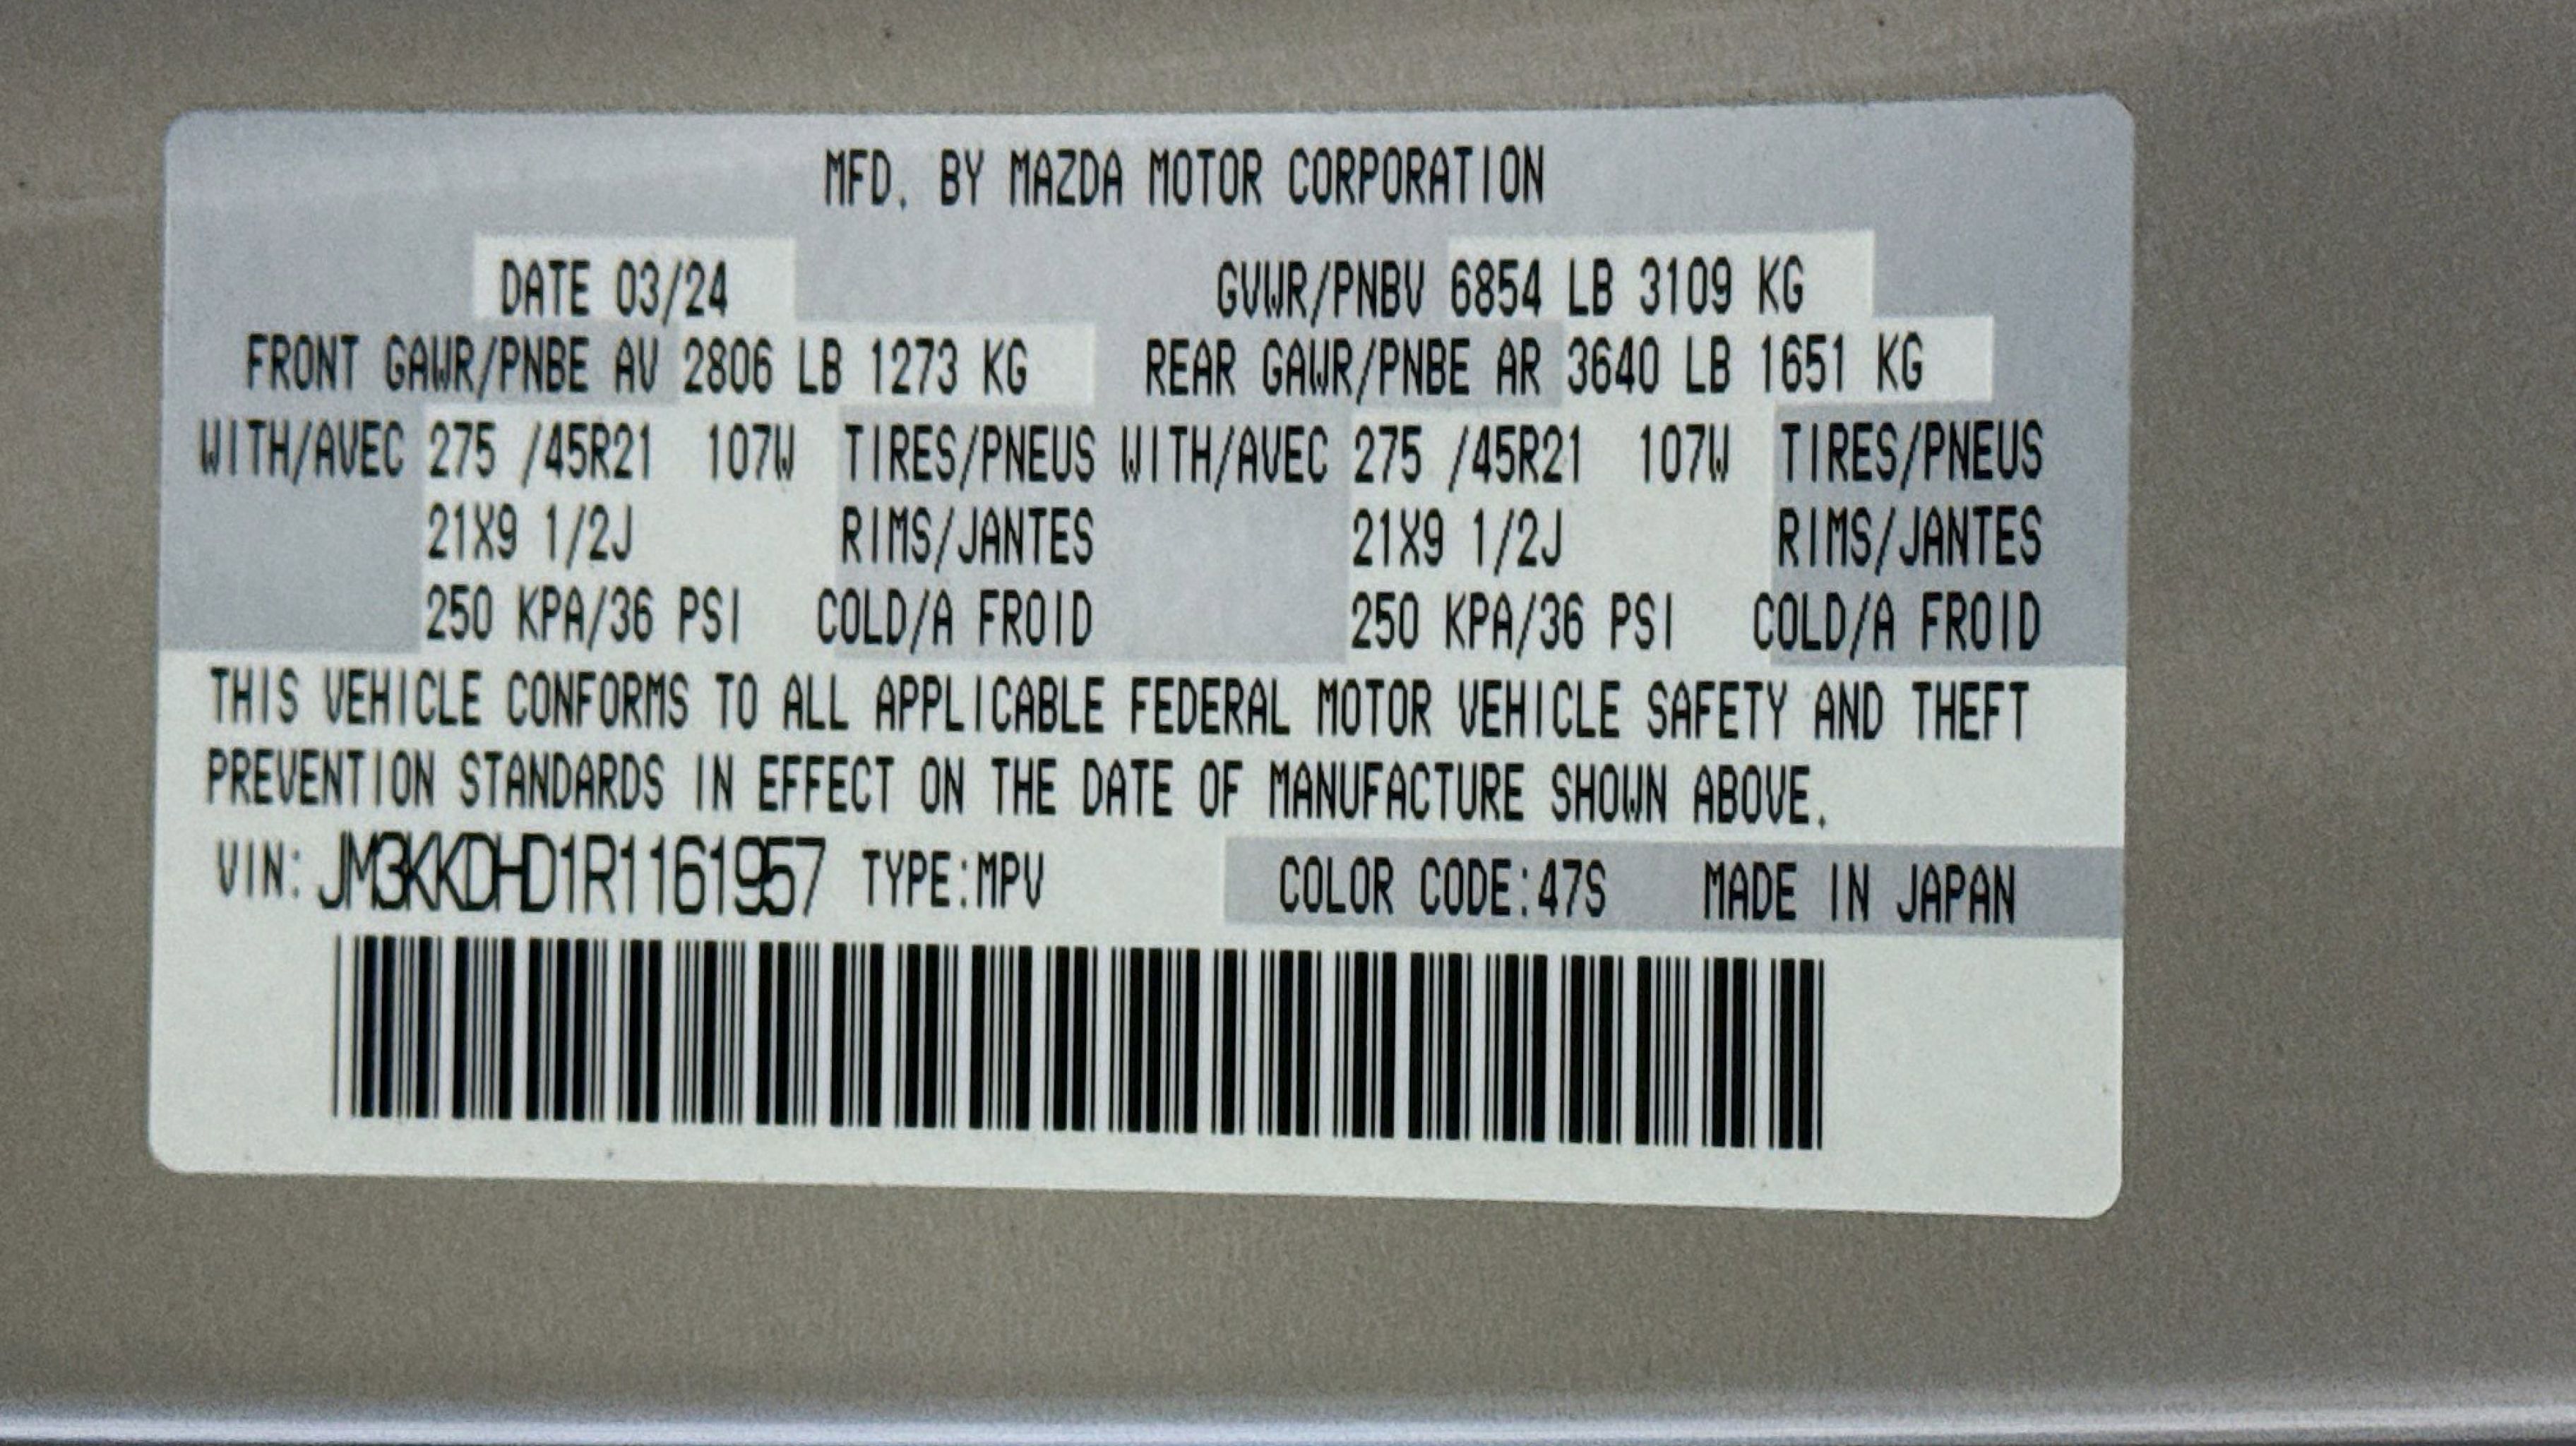 MFD. BY MAZDA MOTOR CORPORATION
DATE 03/24 GVWR/PNBV 6854 LB 3109 KG
FRONT GAWR/PNBE AV 2806 LB 1273 KG REAR GAWR/PNBE AR 3640 LB 1651 KG
WITH/AVEC 275 /45R21 107W TIRES/PNEUS WITH/AVEC 275 /45R21 107W TIRES/PNEUS
21X9 1/2J RIMS/JANTES 21X9 1/2J RIMS/JANTES
250 KPA/36 PSI COLD/A FROID 250 KPA/36 PSI COLD/A FROID
THIS VEHICLE CONFORMS TO ALL APPLICABLE FEDERAL MOTOR VEHICLE SAFETY AND THEFT
PREVENTION STANDARDS IN EFFECT ON THE DATE OF MANUFACTURE SHOWN ABOVE.
VIN: JM3KKDHD1R1161957 TYPE:MPV COLOR CODE:47S MADE IN JAPAN